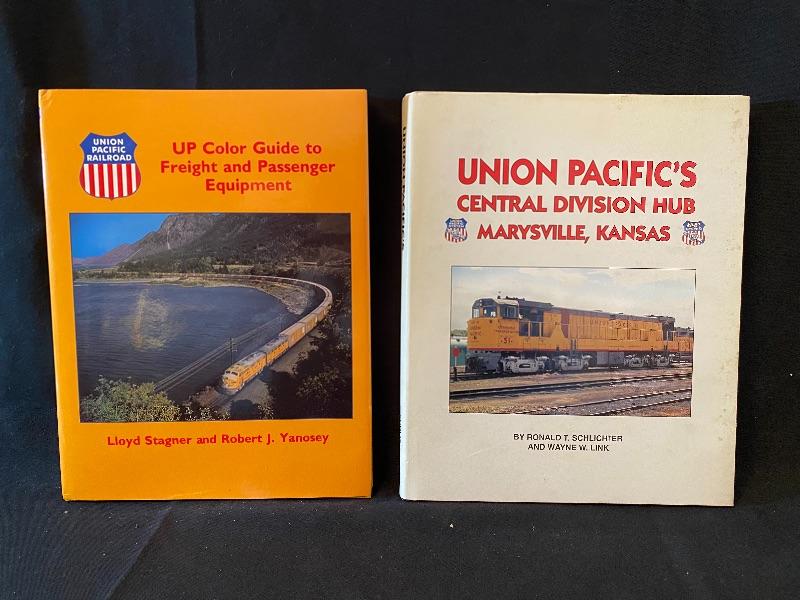 UNION
PACIFIC
RAILROAD
UP Color Guide to
Freight and Passenger
Equipment
Lloyd Stagner and Robert J. Yanosey
UNION PACIFIC'S
CENTRAL DIVISION HUB
MARYSVILLE, KANSAS
51
BY RONALD T. SCHLICHTER
AND WAYNE W. LINK